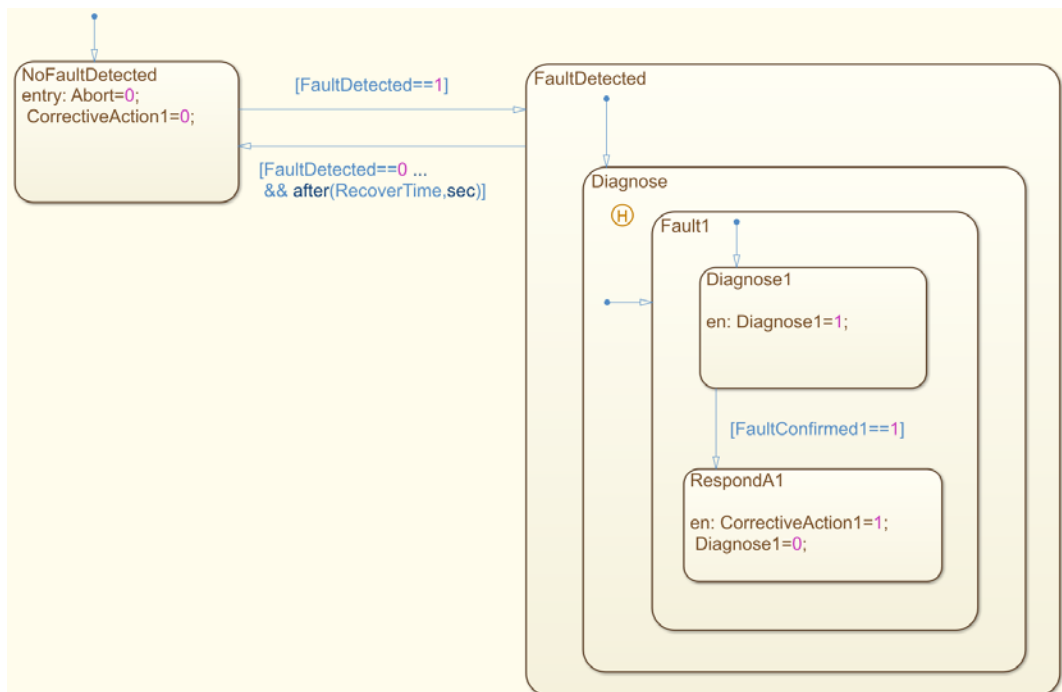 NoFaultDetected
entry: Abort=0;
CorrectiveAction1=0;
[FaultDetected==1]
[FaultDetected==0 ...
&& after(RecoverTime,sec)]
FaultDetected
Diagnose
H
Fault1
Diagnose1
en: Diagnose1=1;
[FaultConfirmed1==1]
RespondA1
en: CorrectiveAction1=1;
Diagnose1=0;